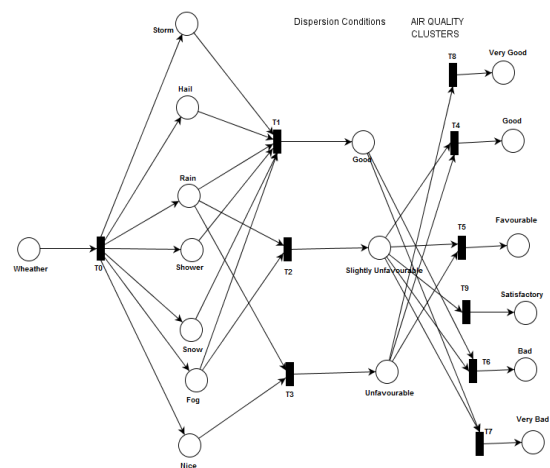 Dispersion Conditions
AIR QUALITY
CLUSTERS
Storm
T8
Very Good
Hail
T1
T4
Good
Good
Rain
T5
Favourable
Wheather
T0
Shower
T2
Slightly Unfavourable
T9
Satisfactory
Snow
T6
Bad
Fog
T3
Unfavourable
T7
Very Bad
Nice